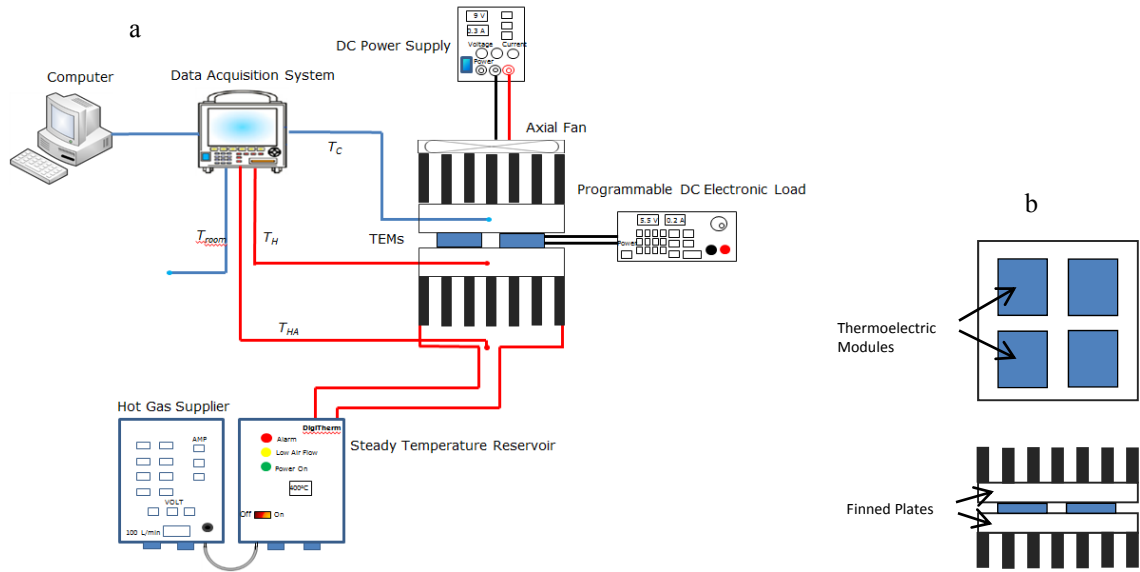 a
9 V
0.3 A
Voltage Current
Power
DC Power Supply
Computer
Data Acquisition System
Axial Fan
TC
Programmable DC Electronic Load
5.5 V 0.2 A
Power
Troom
TH
TEMs
THA
Hot Gas Supplier
AMP
VOLT
100 L/min
DigiTherm
Alarm
Low Air Flow
Power On
400°C
Off On
Steady Temperature Reservoir
b
Thermoelectric
Modules
Finned Plates